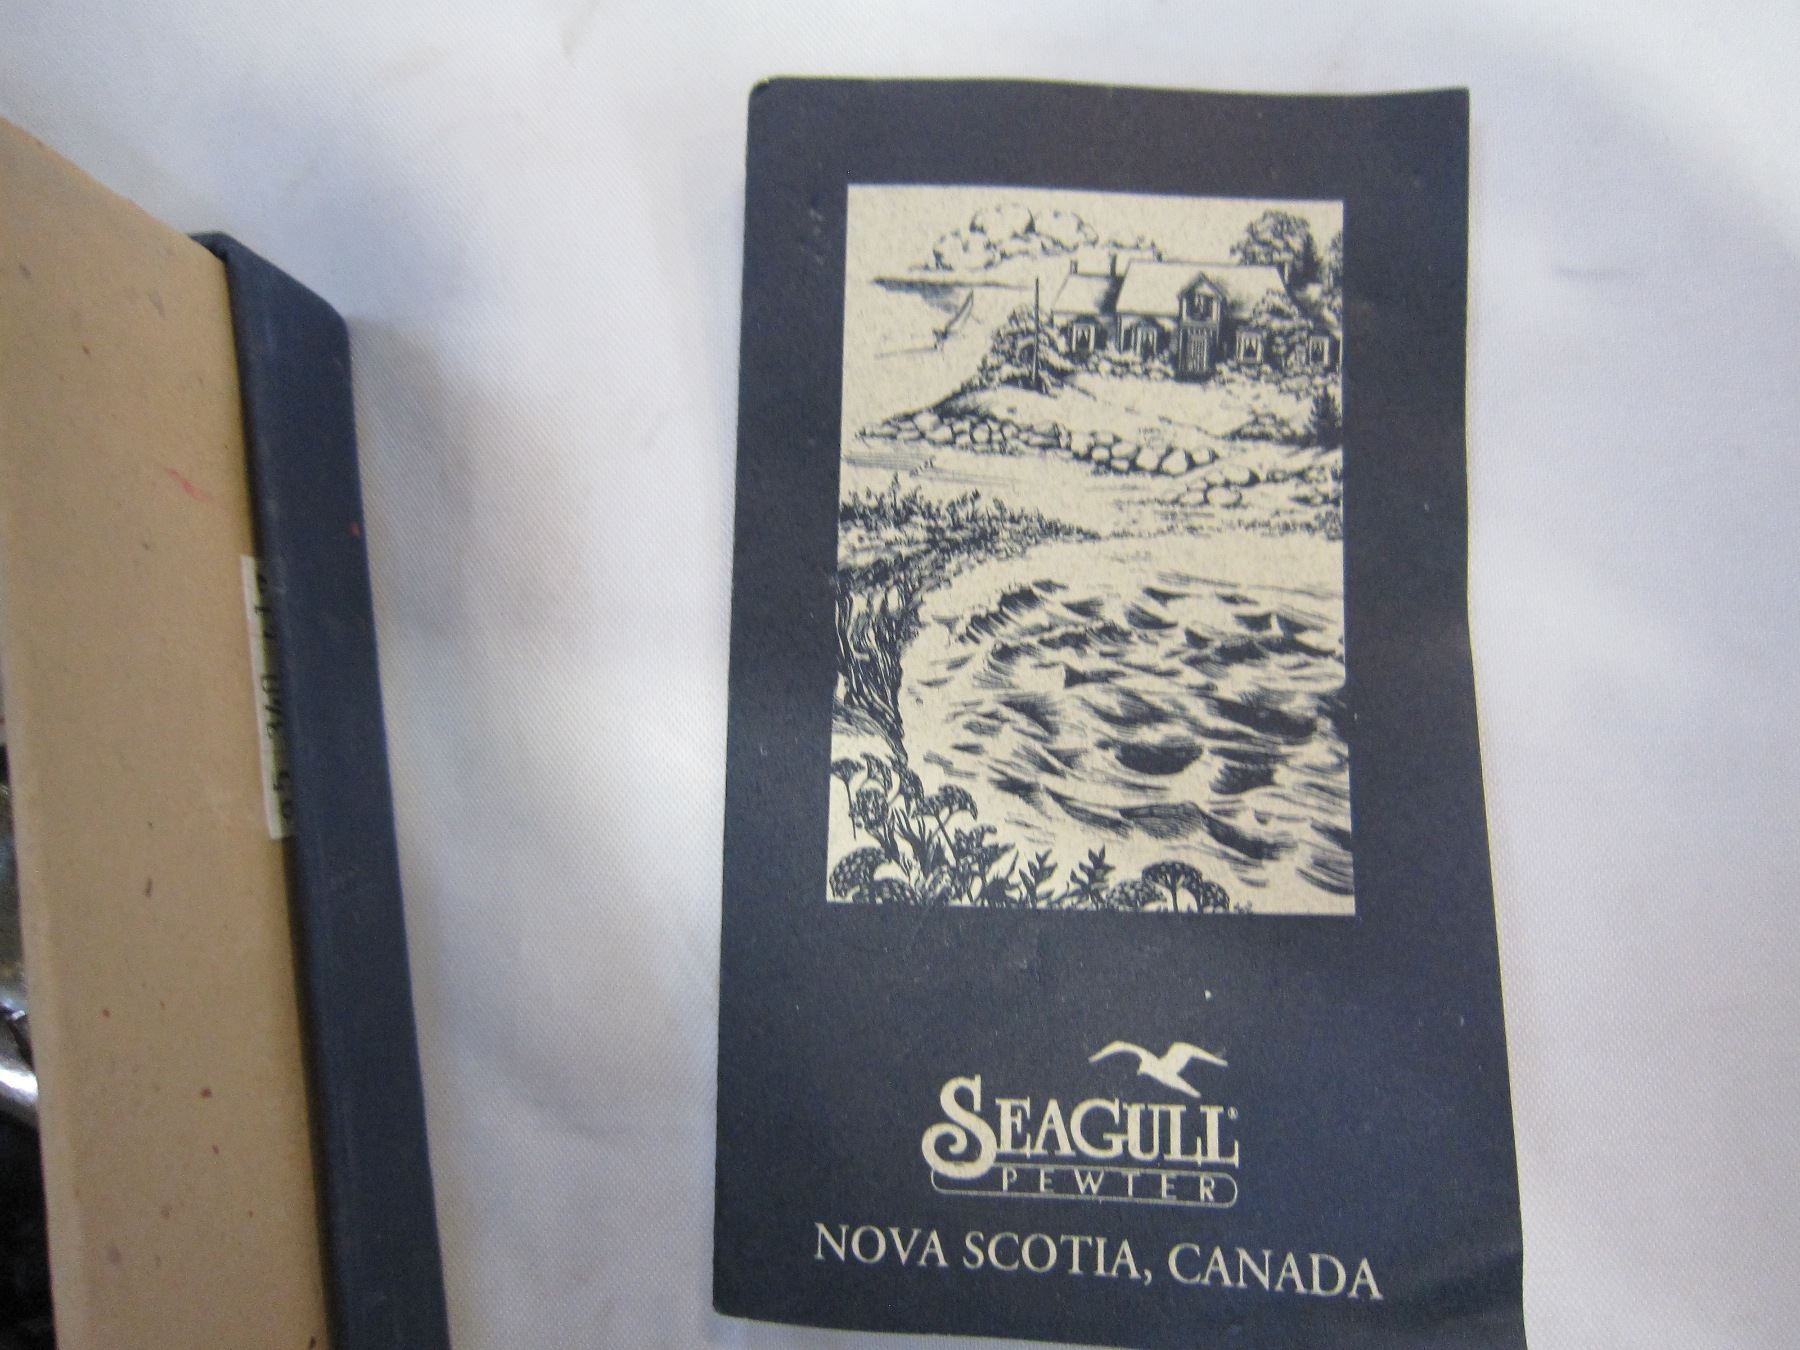 SEAGULL®
PEWTER
NOVA SCOTIA, CANADA